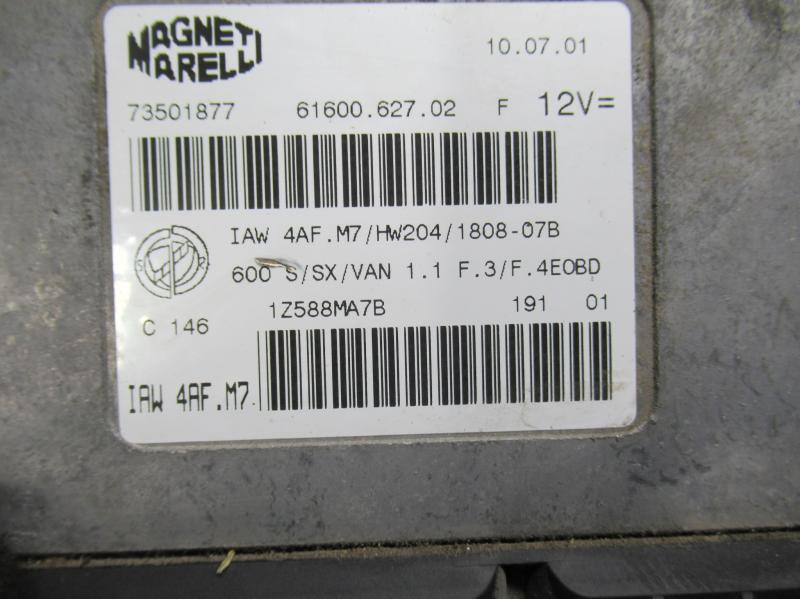 MAGNETI
MARELLI
10.07.01
73501877 61600.627.02 F 12V=
IAW 4AF.M7/HW204/1808-07B
S R
600 S/SX/VAN 1.1 F.3/F.4EOBD
1Z588MA7B 191 01
C 146
IAW 4AF.M7